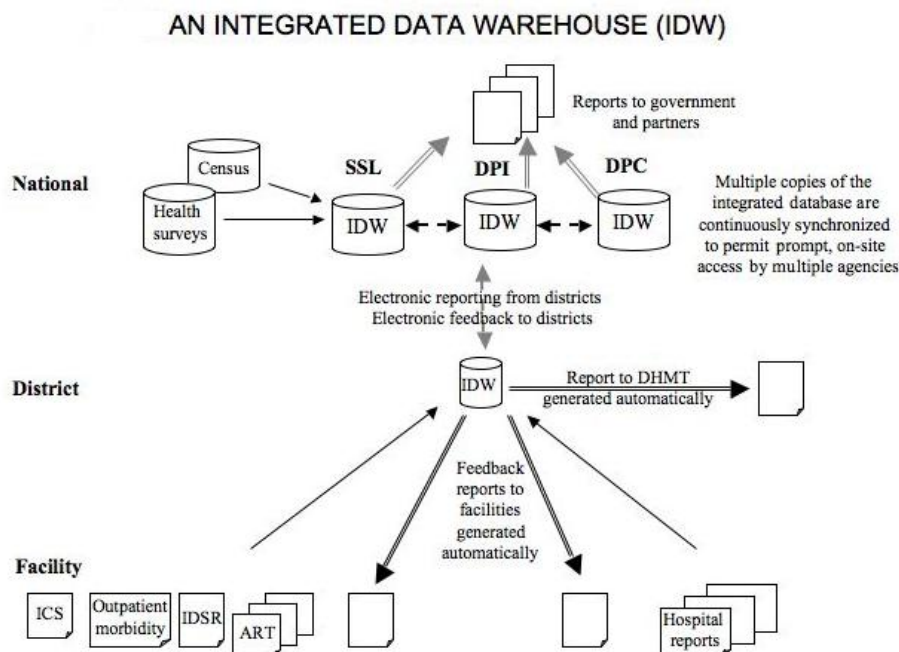 AN INTEGRATED DATA WAREHOUSE (IDW)
Reports to government
and partners
SSL
DPI
DPC
National
Census
Health
surveys
IDW
IDW
IDW
Multiple copies of the
integrated database are
continuously synchronized
to permit prompt, on-site
access by multiple agencies
Electronic reporting from districts
Electronic feedback to districts
District
IDW
Report to DHMT
generated automatically
Feedback
reports to
facilities
generated
automatically
Facility
ICS
Outpatient
morbidity
IDSR
ART
Hospital
reports